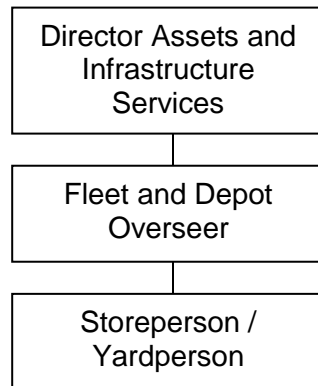 Director Assets and
Infrastructure
Services
Fleet and Depot
Overseer
Storeperson /
Yardperson